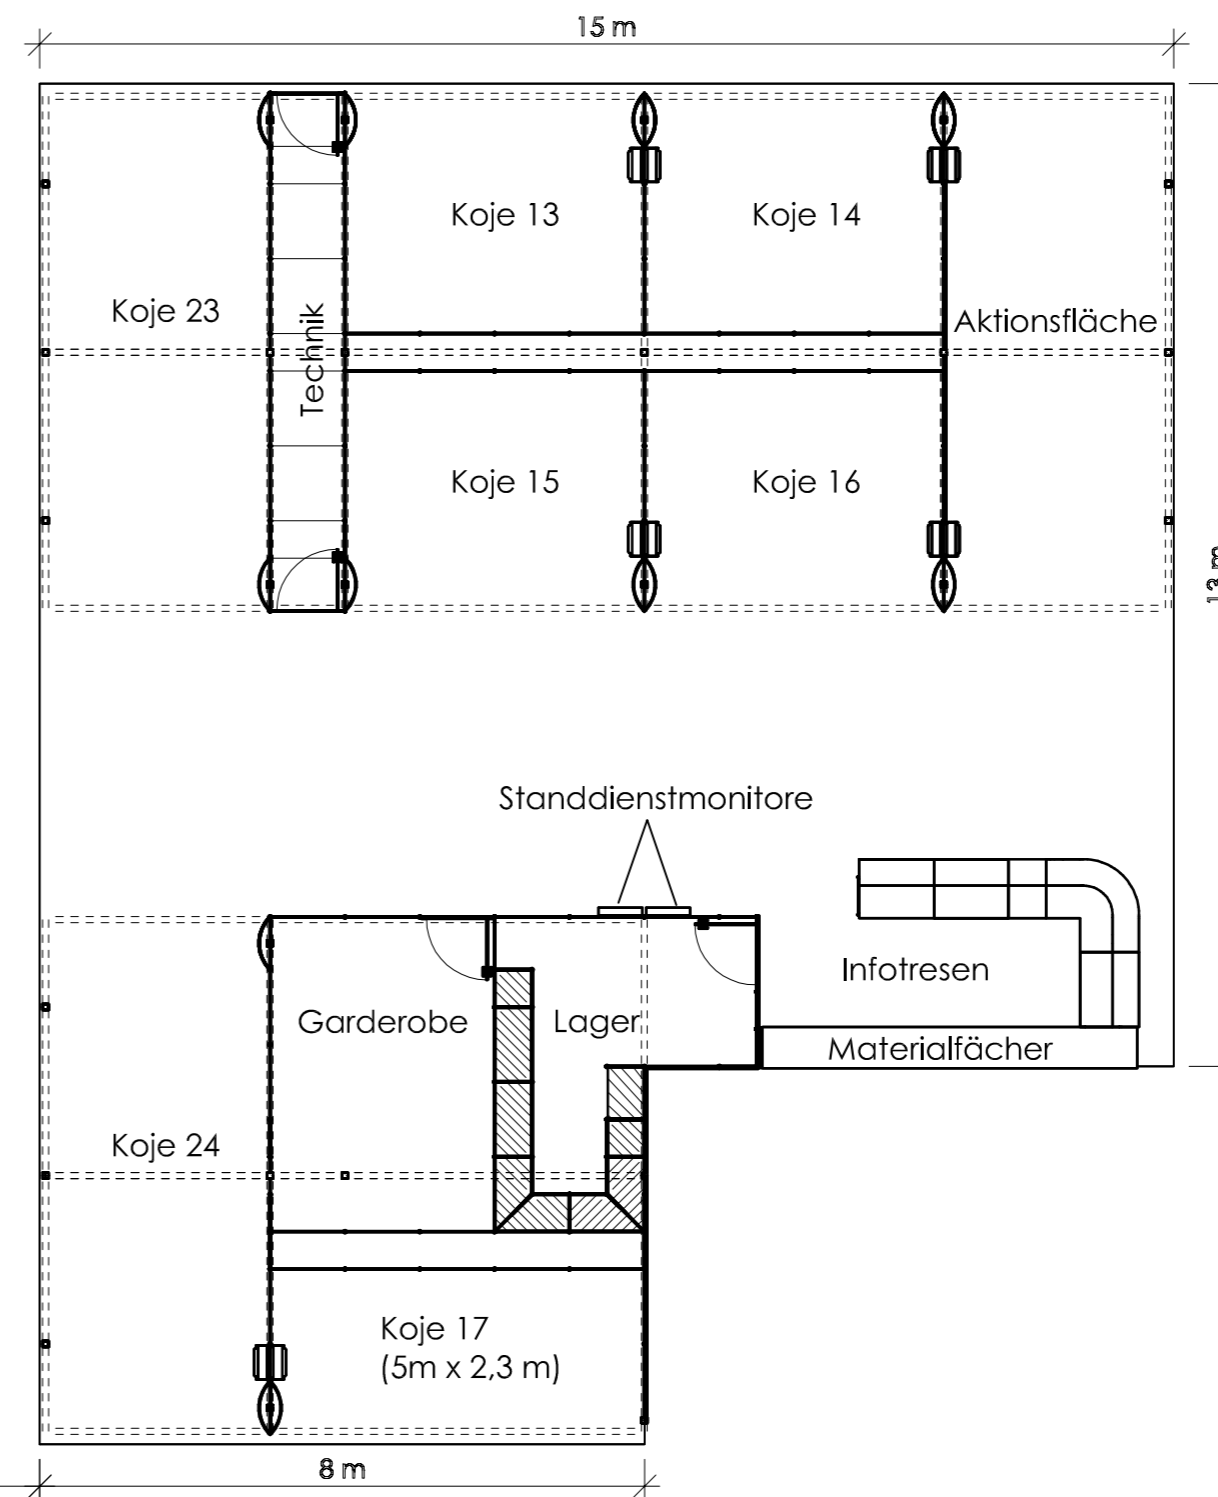 15 m
Koje 13
Koje 14
Koje 23
Technik
Aktionsfläche
Koje 15
Koje 16
13 m
Standdienstmonitore
Infotresen
Garderobe
Lager
Materialfächer
Koje 24
Koje 17
(5m x 2,3 m)
8 m